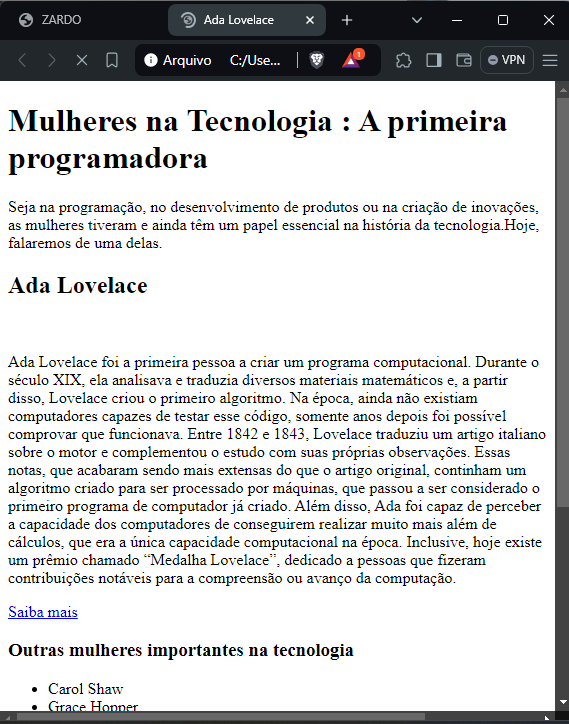 ZARDO
Ada Lovelace
Arquivo C:/Use...
1
VPN
Mulheres na Tecnologia : A primeira
programadora
Seja na programação, no desenvolvimento de produtos ou na criação de inovações,
as mulheres tiveram e ainda têm um papel essencial na história da tecnologia.Hoje,
falaremos de uma delas.
Ada Lovelace
Ada Lovelace foi a primeira pessoa a criar um programa computacional. Durante o
século XIX, ela analisava e traduzia diversos materiais matemáticos e, a partir
disso, Lovelace criou o primeiro algoritmo. Na época, ainda não existiam
computadores capazes de testar esse código, somente anos depois foi possível
comprovar que funcionava. Entre 1842 e 1843, Lovelace traduziu um artigo italiano
sobre o motor e complementou o estudo com suas próprias observações. Essas
notas, que acabaram sendo mais extensas do que o artigo original, continham um
algoritmo criado para ser processado por máquinas, que passou a ser considerado o
primeiro programa de computador já criado. Além disso, Ada foi capaz de perceber
a capacidade dos computadores de conseguirem realizar muito mais além de
cálculos, que era a única capacidade computacional na época. Inclusive, hoje existe
um prêmio chamado “Medalha Lovelace”, dedicado a pessoas que fizeram
contribuições notáveis para a compreensão ou avanço da computação.
Saiba mais
Outras mulheres importantes na tecnologia
• Carol Shaw
• Grace Hopper